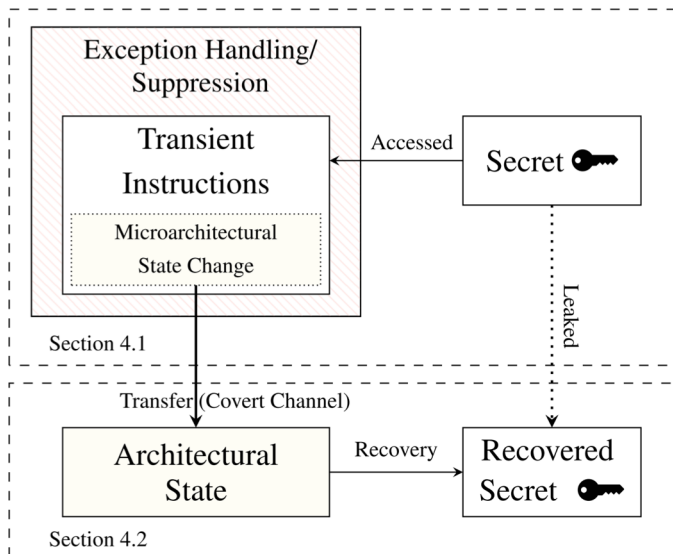 Exception Handling/
Suppression
Transient
Instructions
Accessed
Secret
Microarchitectural
State Change
Leaked
Section 4.1
Transfer (Covert Channel)
Architectural
State
Recovery
Recovered
Secret
Section 4.2